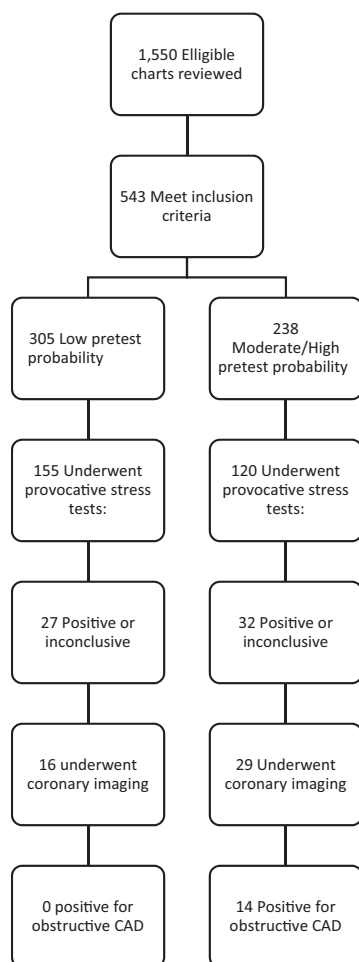 1,550 Elligible
charts reviewed
543 Meet inclusion
criteria
305 Low pretest
probability
238
Moderate/High
pretest probability
155 Underwent
provocative stress
tests:
120 Underwent
provocative stress
tests:
27 Positive or
inconclusive
32 Positive or
inconclusive
16 underwent
coronary imaging
29 Underwent
coronary imaging
0 positive for
obstructive CAD
14 Positive for
obstructive CAD